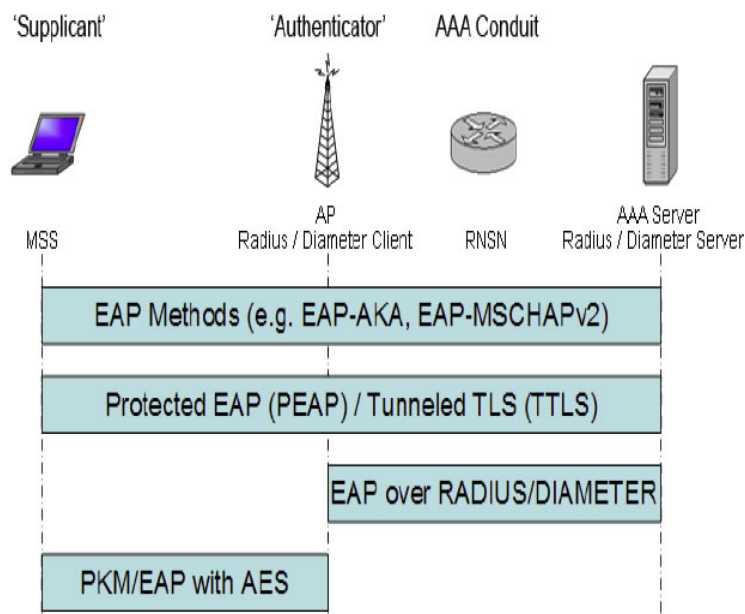 'Supplicant' 'Authenticator' AAA Conduit
AP AAA Server
MSS Radius / Diameter Client RNSN Radius / Diameter Server
EAP Methods (e.g. EAP-AKA, EAP-MSCHAPv2)
Protected EAP (PEAP) / Tunneled TLS (TTLS)
EAP over RADIUS/DIAMETER
PKM/EAP with AES